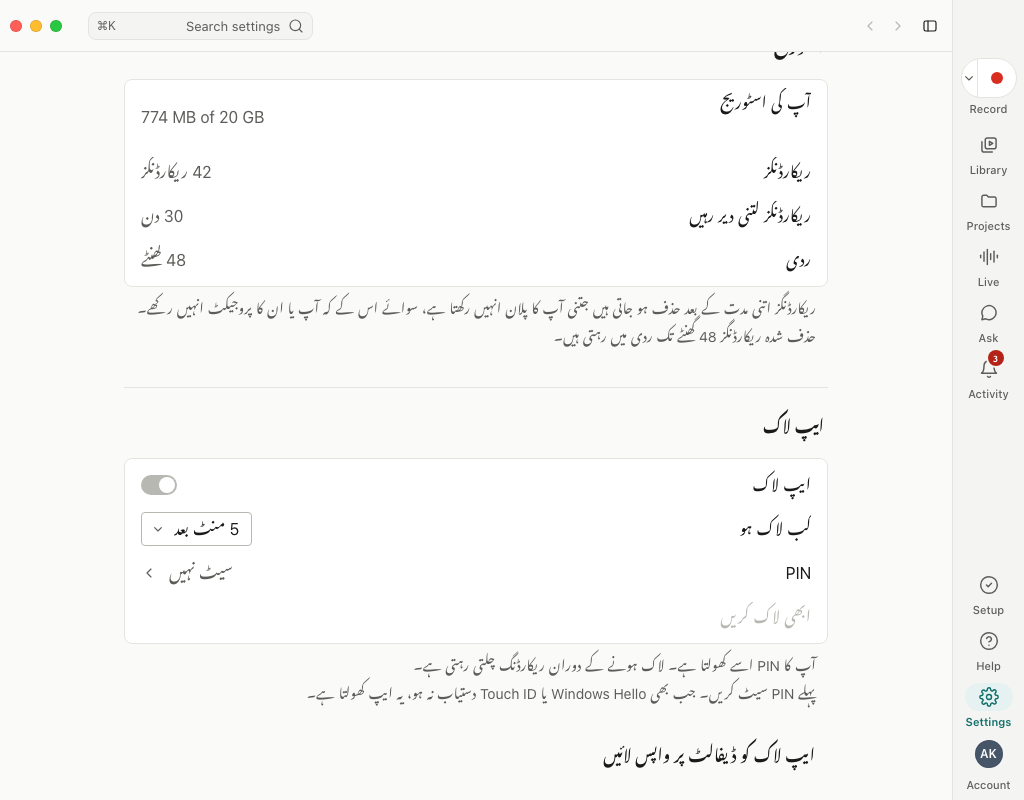 ⌘K
Search settings
آپ کی اسٹوریج
774 MB of 20 GB
ریکارڈنگز
42 ریکارڈنگز
ریکارڈنگز کتنی دیر رہیں
30 دن
ردی
48 گھنٹے
ریکارڈنگز اتنی مدت کے بعد حذف ہو جاتی ہیں جتنی آپ کا پلان انہیں رکھتا ہے، سوائے اس کے کہ آپ یا ان کا پروجیکٹ انہیں رکھے۔
حذف شدہ ریکارڈنگز 48 گھنٹے تک ردی میں رہتی ہیں۔
ایپ لاک
ایپ لاک
کب لاک ہو
5 منٹ بعد
PIN
سیٹ نہیں
ابھی لاک کریں
آپ کا PIN اسے کھولتا ہے۔ لاک ہونے کے دوران ریکارڈنگ چلتی رہتی ہے۔
پہلے PIN سیٹ کریں۔ جب بھی Windows Hello یا Touch ID دستیاب نہ ہو، یہ ایپ کھولتا ہے۔
ایپ لاک کو ڈیفالٹ پر واپس لائیں
Record
Library
Projects
Live
Ask
3
Activity
Setup
Help
Settings
AK
Account